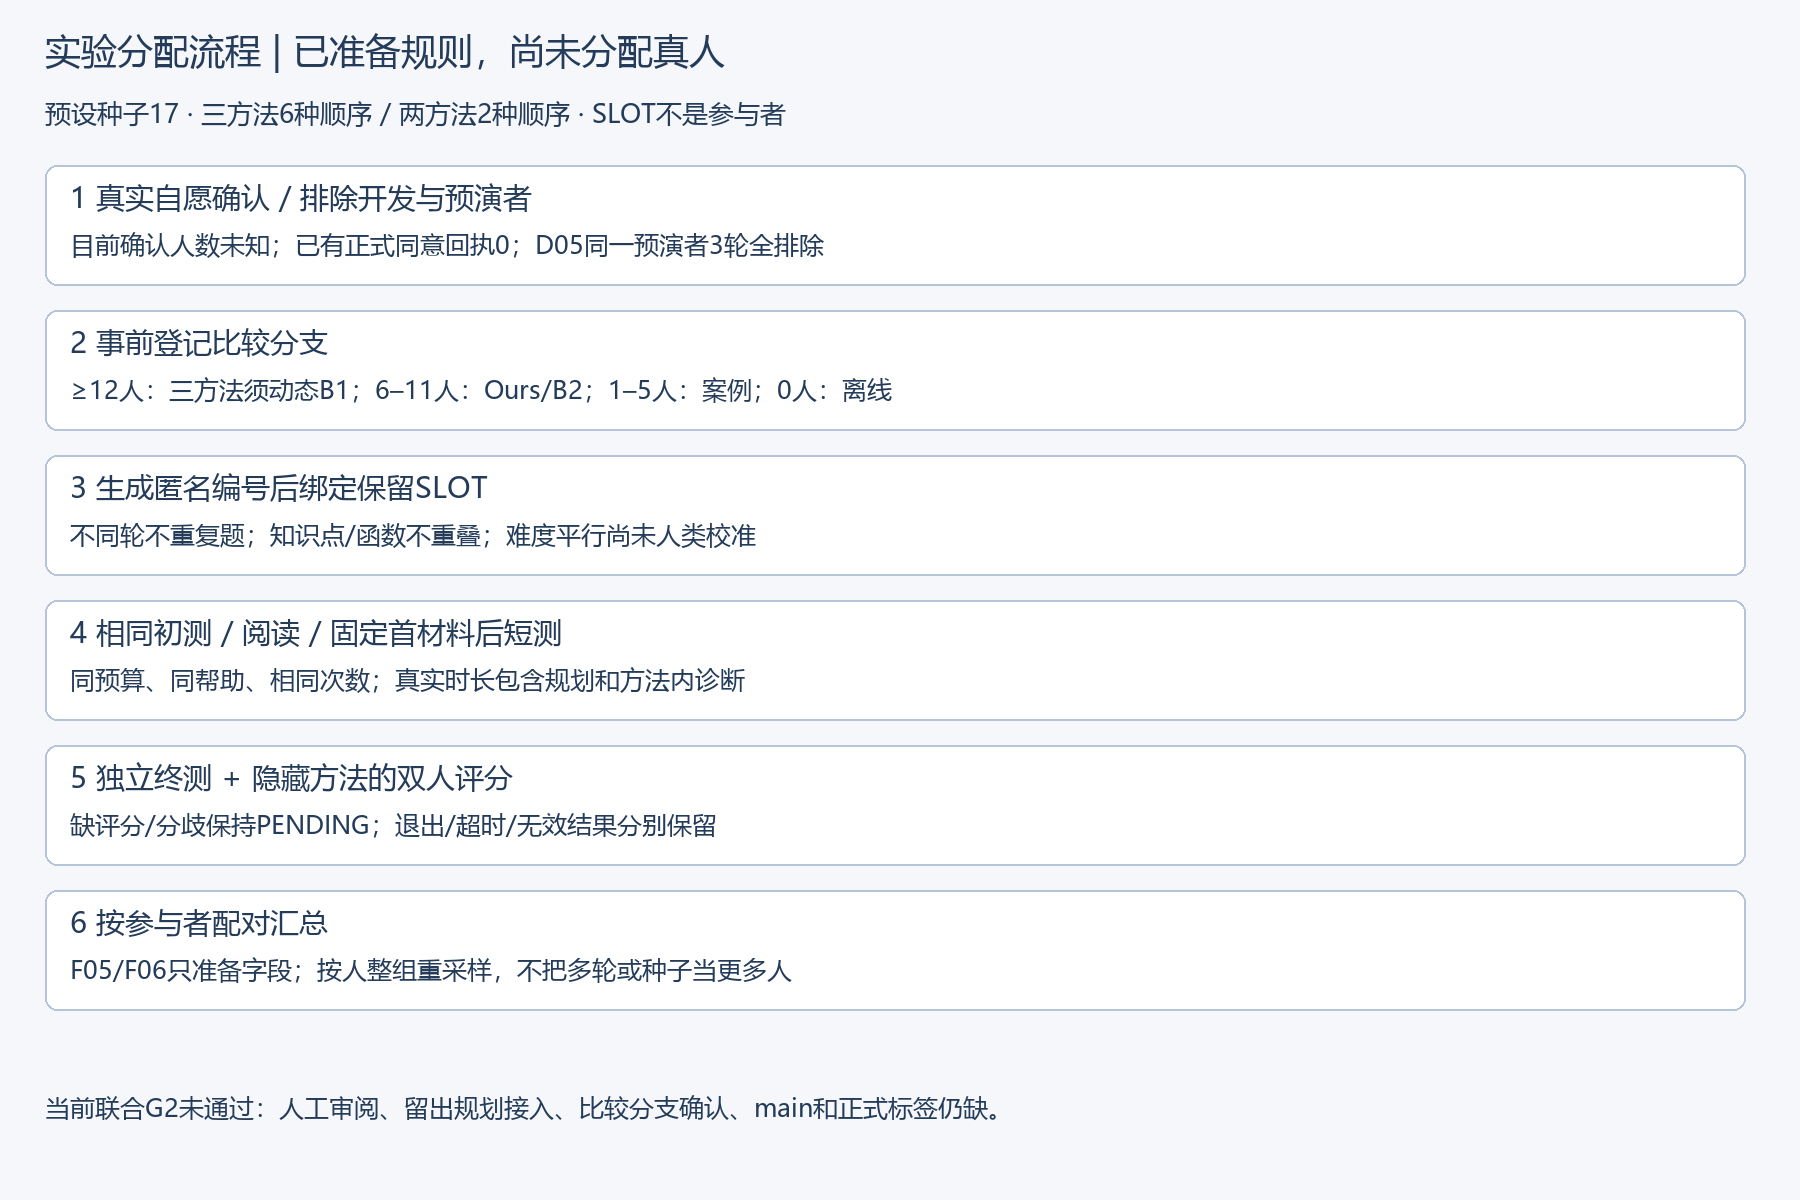 实验分配流程 | 已准备规则，尚未分配真人
预设种子17 · 三方法6种顺序 / 两方法2种顺序 · SLOT不是参与者
1 真实自愿确认 / 排除开发与预演者
目前确认人数未知；已有正式同意回执0；D05同一预演者3轮全排除
2 事前登记比较分支
≥12人：三方法须动态B1；6–11人：Ours/B2；1–5人：案例；0人：离线
3 生成匿名编号后绑定保留SLOT
不同轮不重复题；知识点/函数不重叠；难度平行尚未人类校准
4 相同初测 / 阅读 / 固定首材料后短测
同预算、同帮助、相同次数；真实时长包含规划和方法内诊断
5 独立终测 + 隐藏方法的双人评分
缺评分/分歧保持PENDING；退出/超时/无效结果分别保留
6 按参与者配对汇总
F05/F06只准备字段；按人整组重采样，不把多轮或种子当更多人
当前联合G2未通过：人工审阅、留出规划接入、比较分支确认、main和正式标签仍缺。